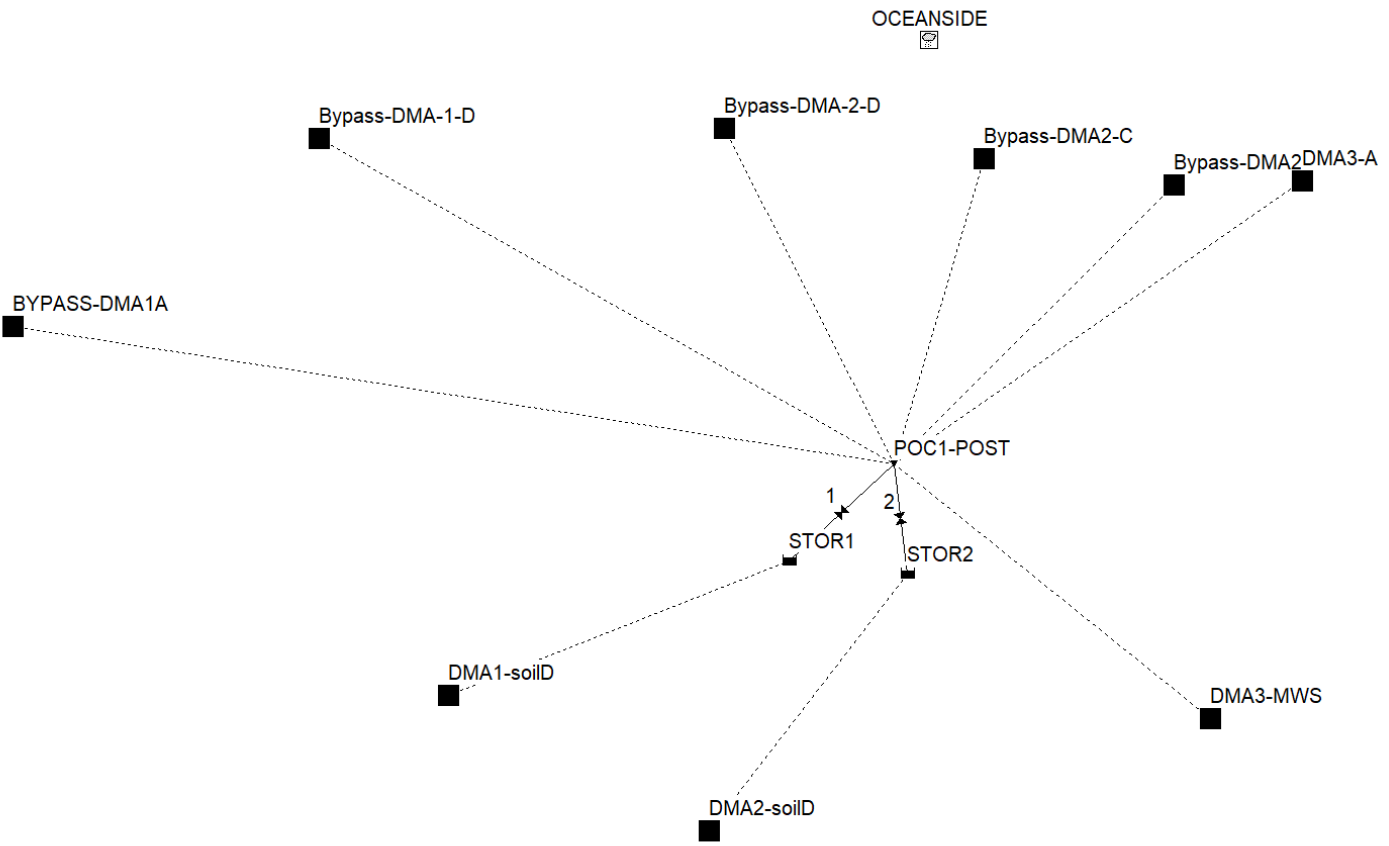 OCEANSIDE
Bypass-DMA-1-D
Bypass-DMA-2-D
Bypass-DMA2-C
Bypass-DMA2
DMA3-A
BYPASS-DMA1A
POC1-POST
1
2
STOR1
STOR2
DMA1-soilD
DMA3-MWS
DMA2-soilD